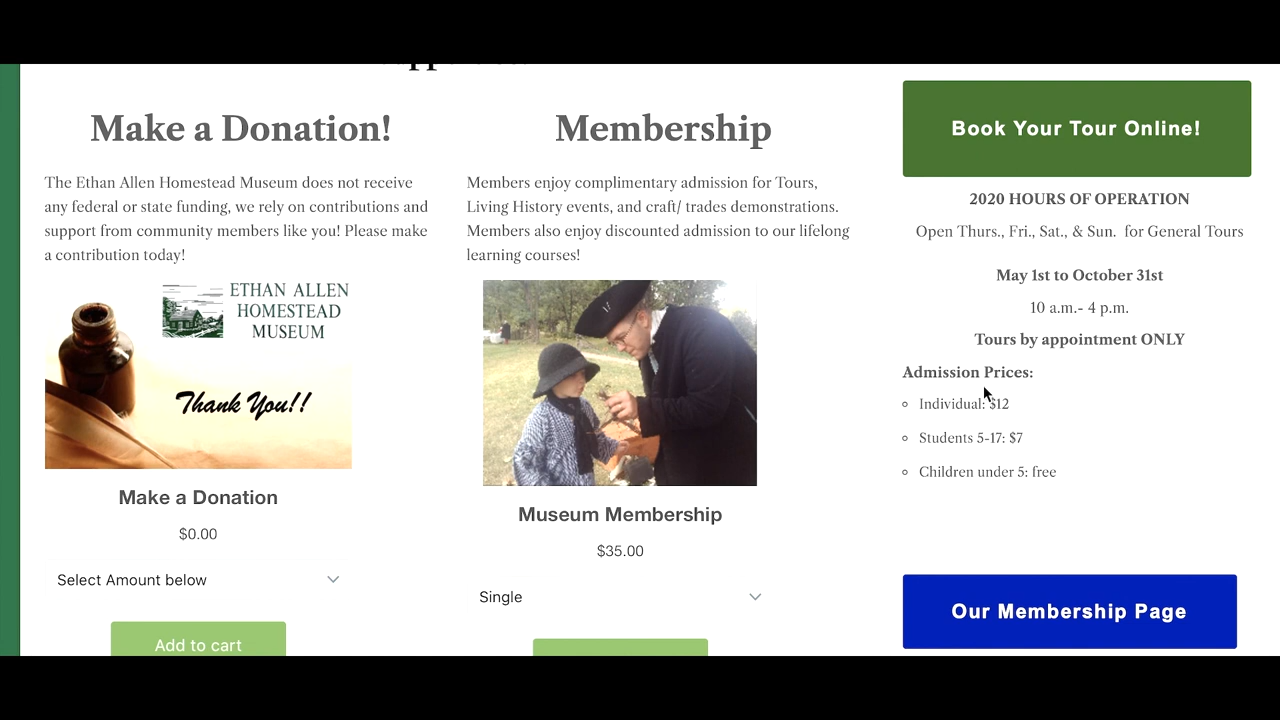 Make a Donation!
The Ethan Allen Homestead Museum does not receive
any federal or state funding, we rely on contributions and
support from community members like you! Please make
a contribution today!
ETHAN ALLEN
HOMESTEAD
MUSEUM
Thank You!!
Make a Donation
$0.00
Select Amount below
Add to cart
Membership
Members enjoy complimentary admission for Tours,
Living History events, and craft/ trades demonstrations.
Members also enjoy discounted admission to our lifelong
learning courses!
Museum Membership
$35.00
Single
Book Your Tour Online!
2020 HOURS OF OPERATION
Open Thurs., Fri., Sat., & Sun. for General Tours
May 1st to October 31st
10 a.m.- 4 p.m.
Tours by appointment ONLY
Admission Prices:
Individual: $12
Students 5-17: $7
Children under 5: free
Our Membership Page